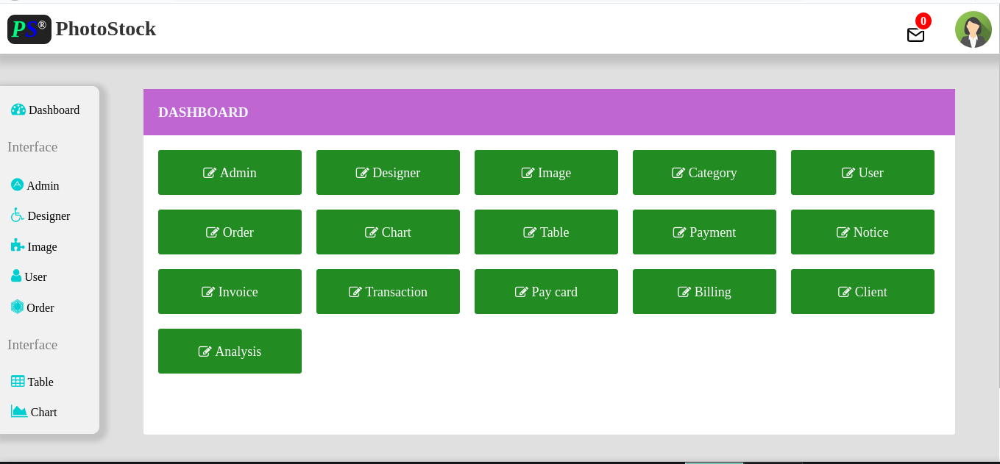 PS® PhotoStock
0
Dashboard
Interface
Admin
Designer
Image
User
Order
Interface
Table
Chart
DASHBOARD
Admin Designer Image Category User
Order Chart Table Payment Notice
Invoice Transaction Pay card Billing Client
Analysis